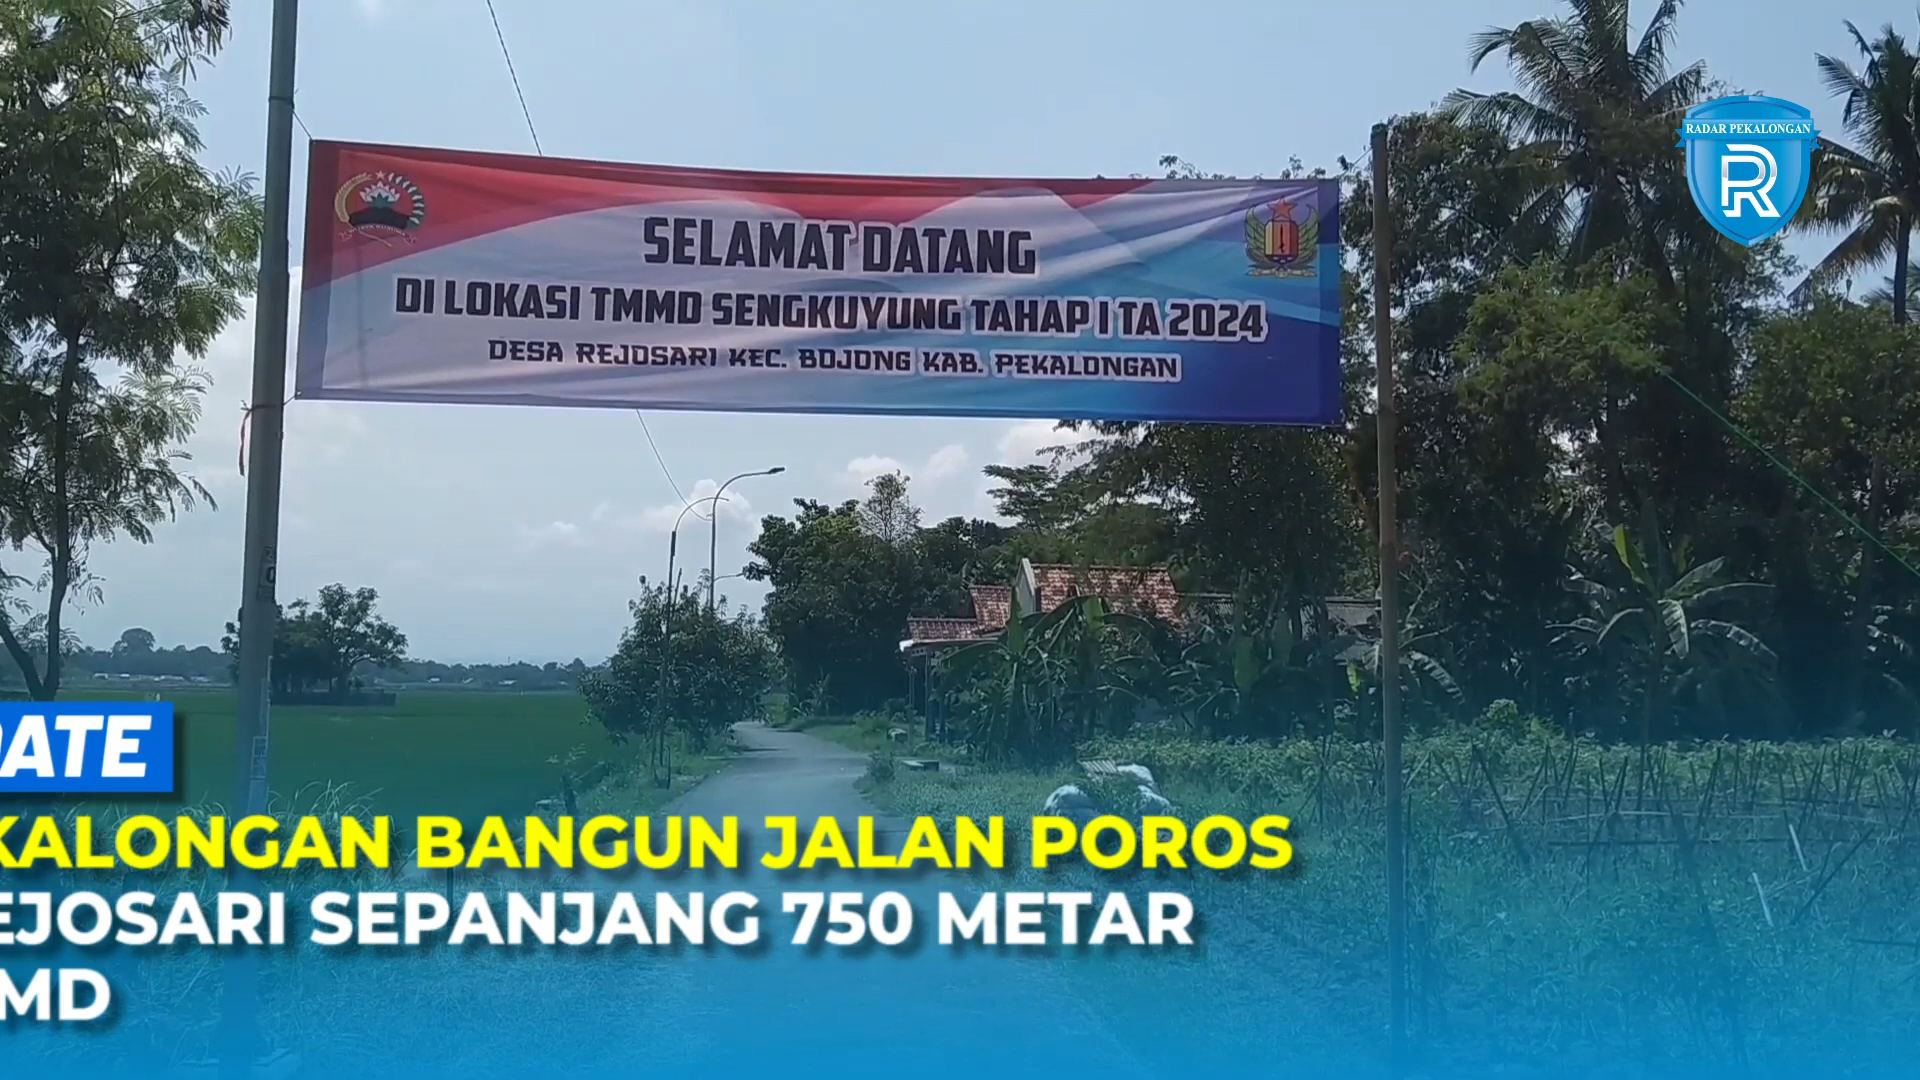 RADAR PEKALONGAN
R
SELAMAT DATANG
DI LOKASI TMMD SENGKUYUNG TAHAP I TA 2024
DESA REJOSARI KEC. BOJONG KAB. PEKALONGAN
DATE
KALONGAN BANGUN JALAN POROS
EJOSARI SEPANJANG 750 METAR
MD